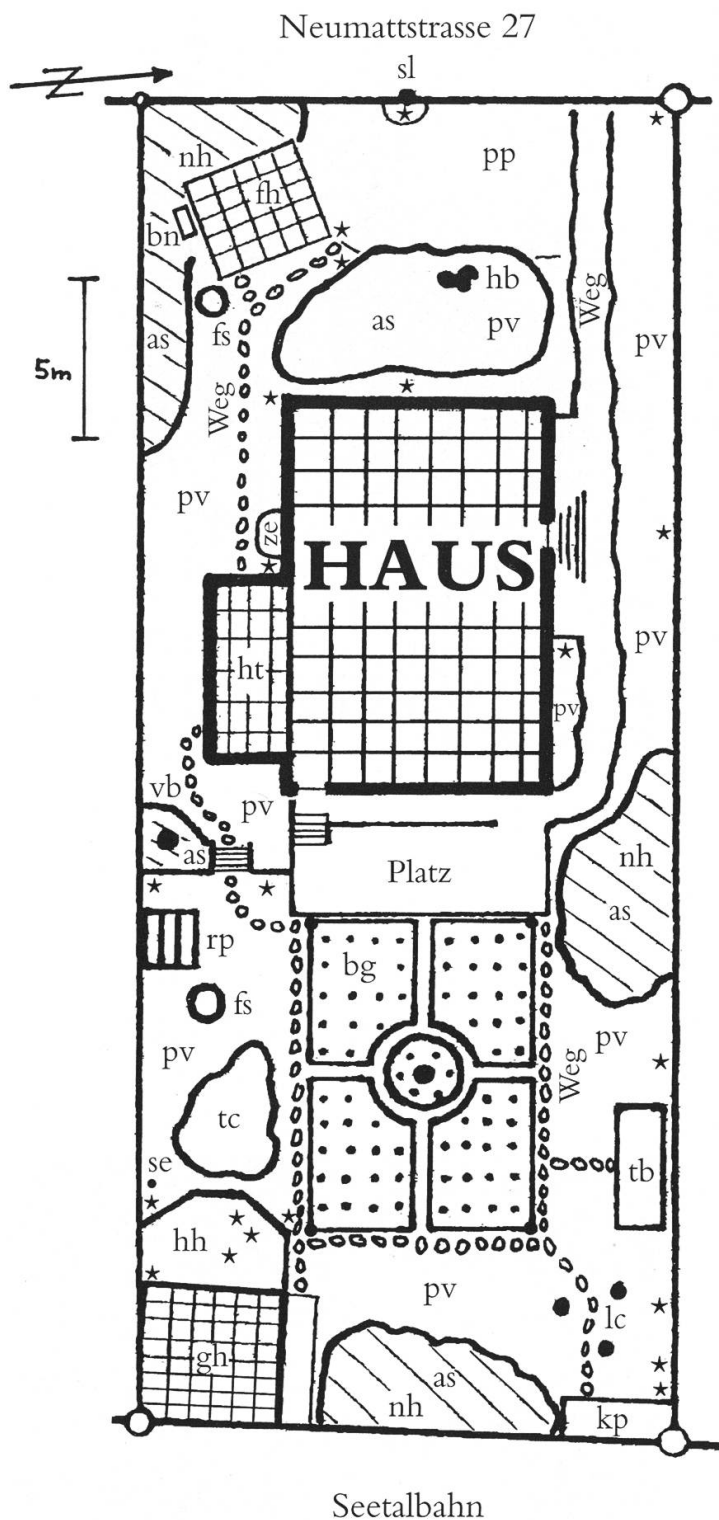 Neumattstrasse 27
sl
nh
pp
fh
bn
hb
Weg
as
pv
pv
fs
as
5m
Weg
pv
ze
HAUS
pv
ht
pv
vb
pv
as
nh
as
Platz
rp
bg
fs
pv
pv
Weg
tc
tb
se
hh
pv
lc
gh
as
nh
kp
Seetalbahn